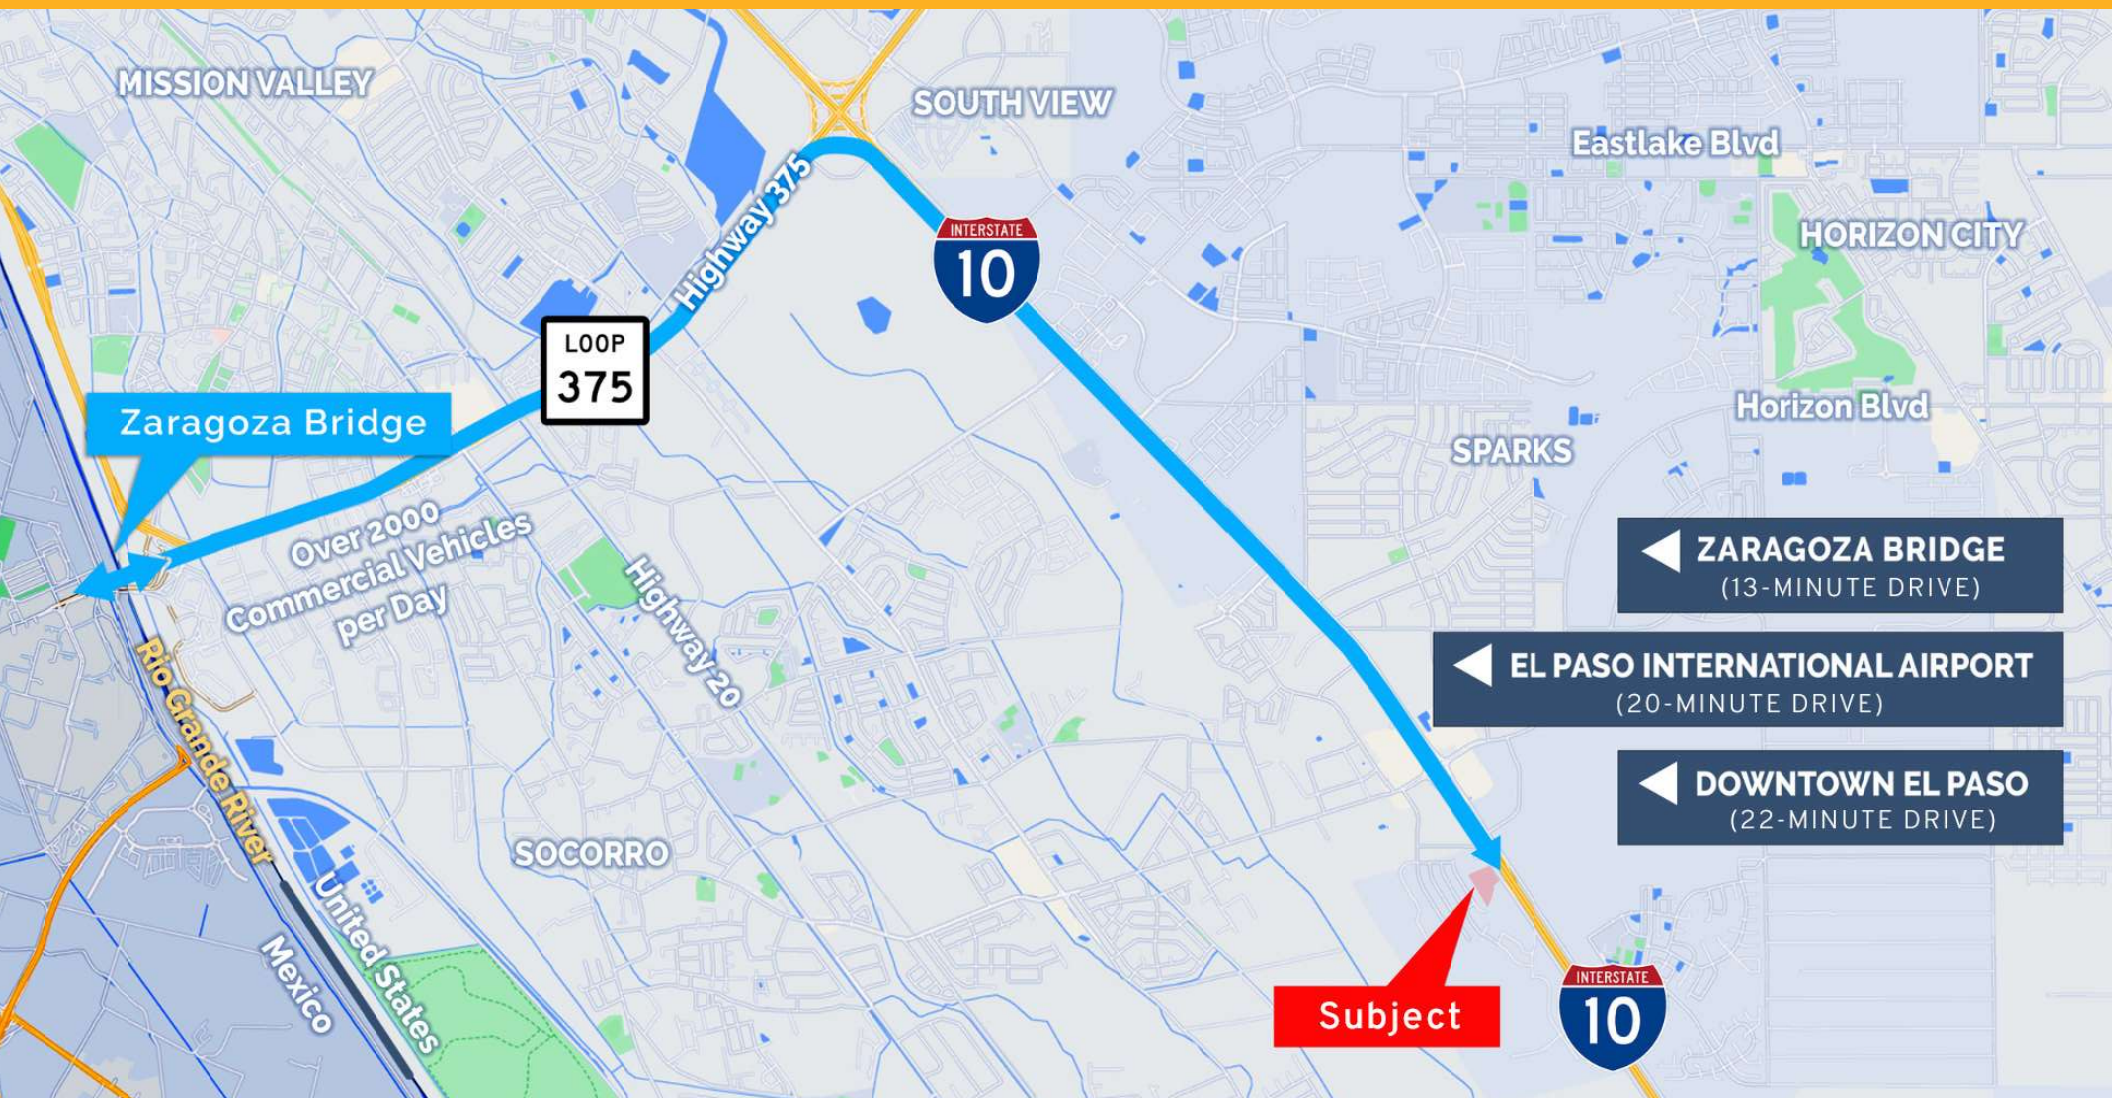 MISSION VALLEY
SOUTH VIEW
Eastlake Blvd
HORIZON CITY
Highway 375
INTERSTATE
10
LOOP
375
Zaragoza Bridge
Horizon Blvd
SPARKS
Over 2000
Commercial Vehicles
per Day
Highway 20
ZARAGOZA BRIDGE
(13-MINUTE DRIVE)
EL PASO INTERNATIONAL AIRPORT
(20-MINUTE DRIVE)
DOWNTOWN EL PASO
(22-MINUTE DRIVE)
Rio Grande River
SOCORRO
United States
Mexico
Subject
INTERSTATE
10